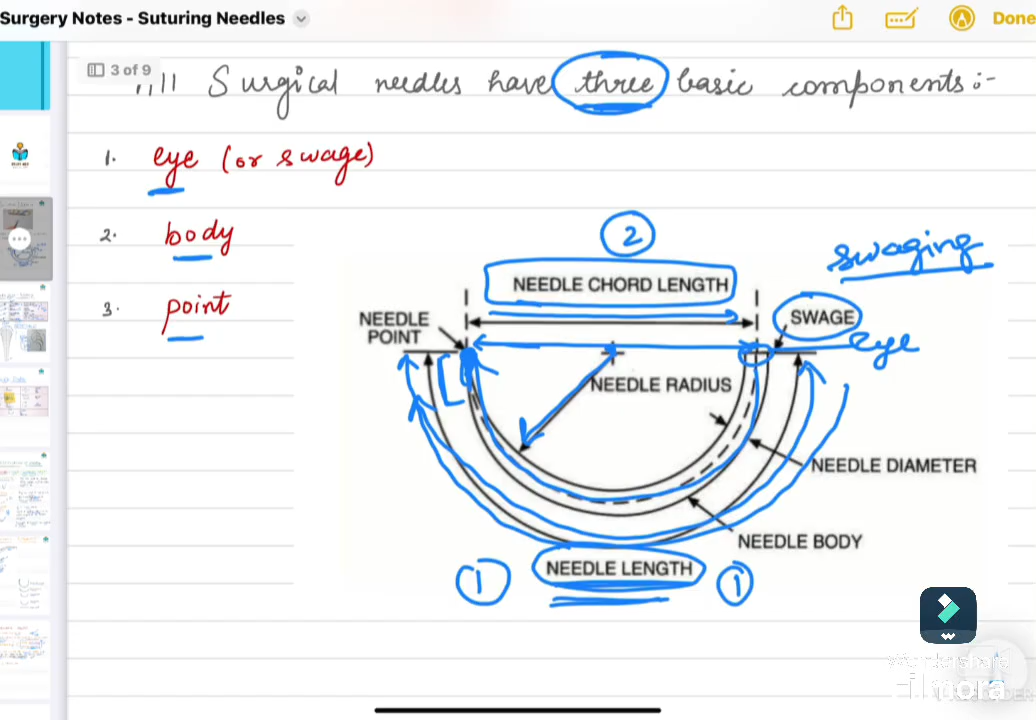 Surgery Notes - Suturing Needles
Done
3 of 9
Surgical needles have three basic components :-
1. eye (or swage)
2. body
3. point
2
swaging
NEEDLE CHORD LENGTH
SWAGE
NEEDLE POINT
eye
NEEDLE RADIUS
NEEDLE DIAMETER
NEEDLE BODY
1 NEEDLE LENGTH 1
Wondershare
Filmora